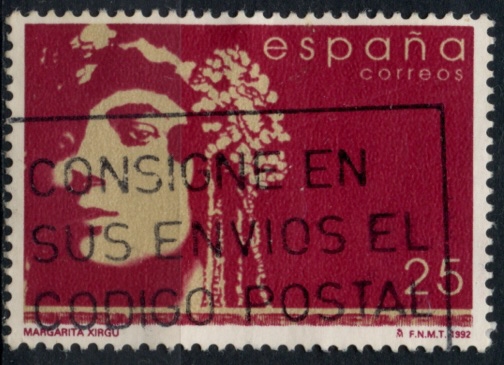 españa
correos
CONSIGNE EN
SUS ENVIOS EL
CODIGO POSTAL
25
MARGARITA XIRGU
F.N.M.T. 1992